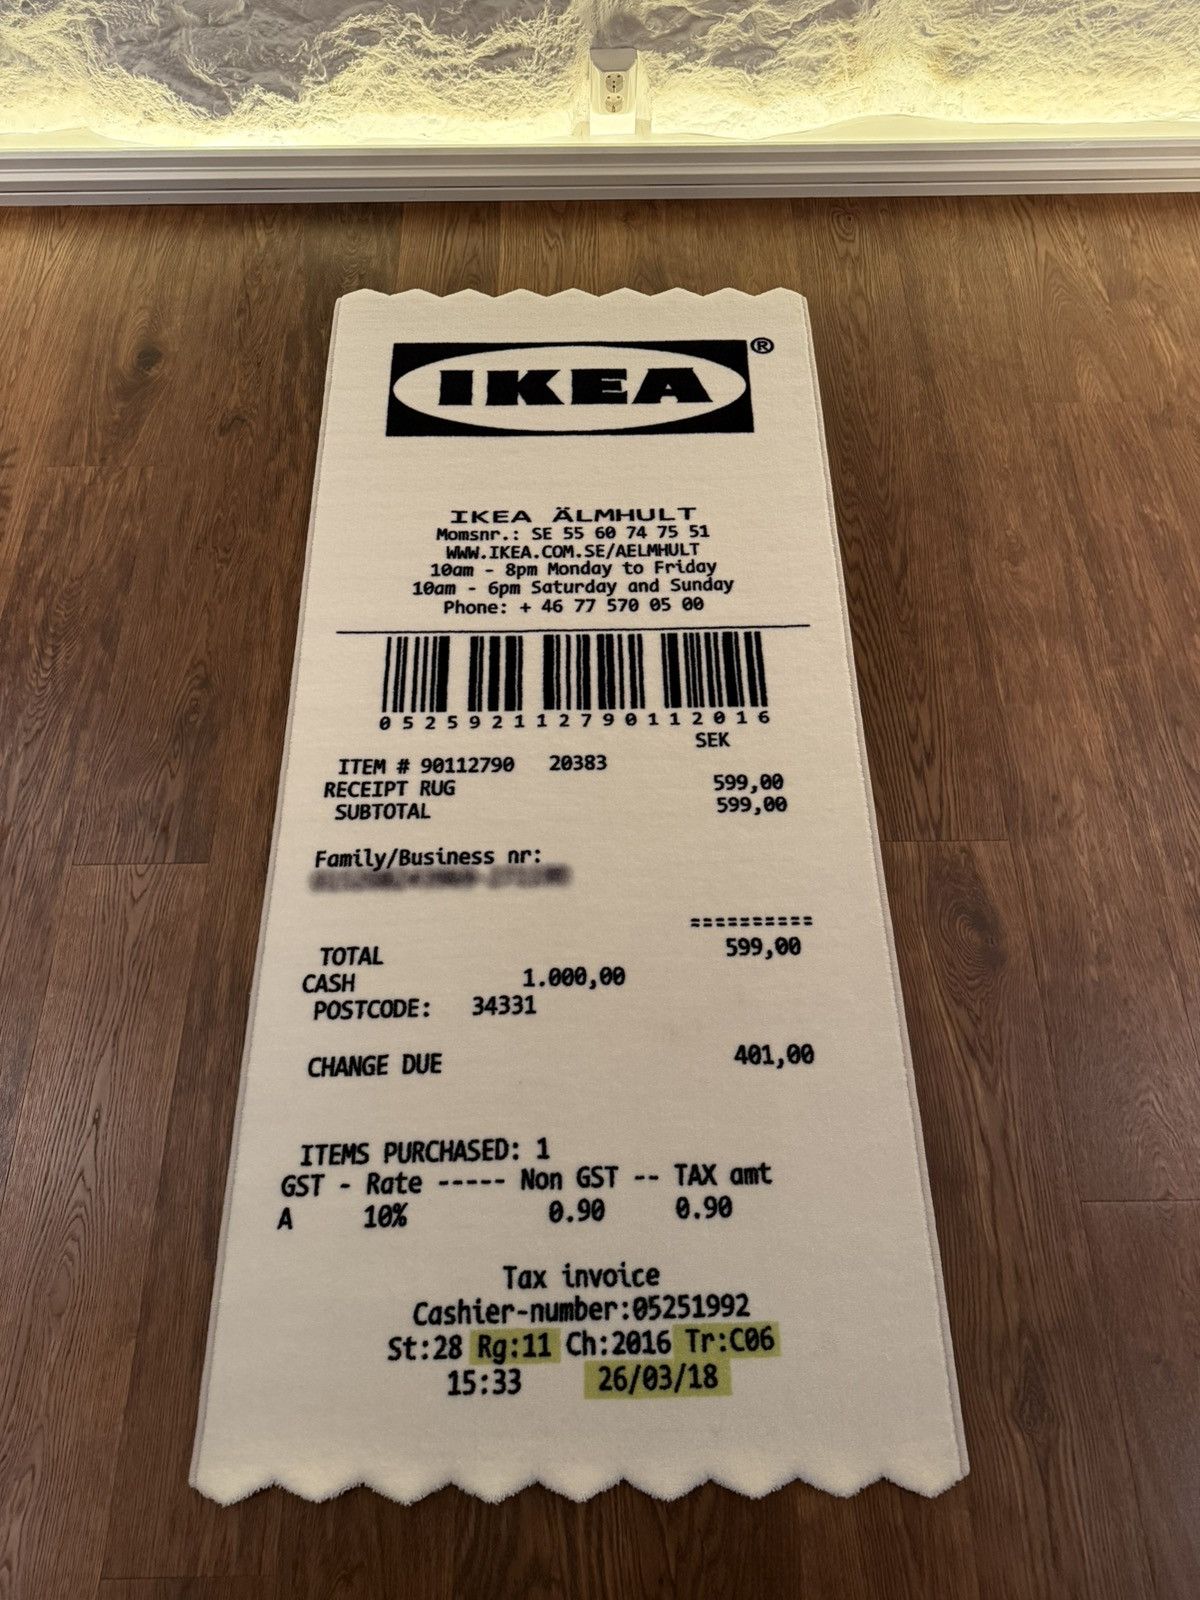 IKEA®
IKEA ÄLMHULT
Momsnr.: SE 55 60 74 75 51
WWW.IKEA.COM.SE/AELMHULT
10am - 8pm Monday to Friday
10am - 6pm Saturday and Sunday
Phone: + 46 77 570 05 00
052592112790112016
SEK
ITEM # 90112790 20383
RECEIPT RUG 599,00
SUBTOTAL 599,00
Family/Business nr:
==========
TOTAL 599,00
CASH 1.000,00
POSTCODE: 34331
CHANGE DUE 401,00
ITEMS PURCHASED: 1
GST - Rate ----- Non GST -- TAX amt
A 10% 0.90 0.90
Tax invoice
Cashier-number:05251992
St:28 Rg:11 Ch:2016 Tr:C06
15:33 26/03/18